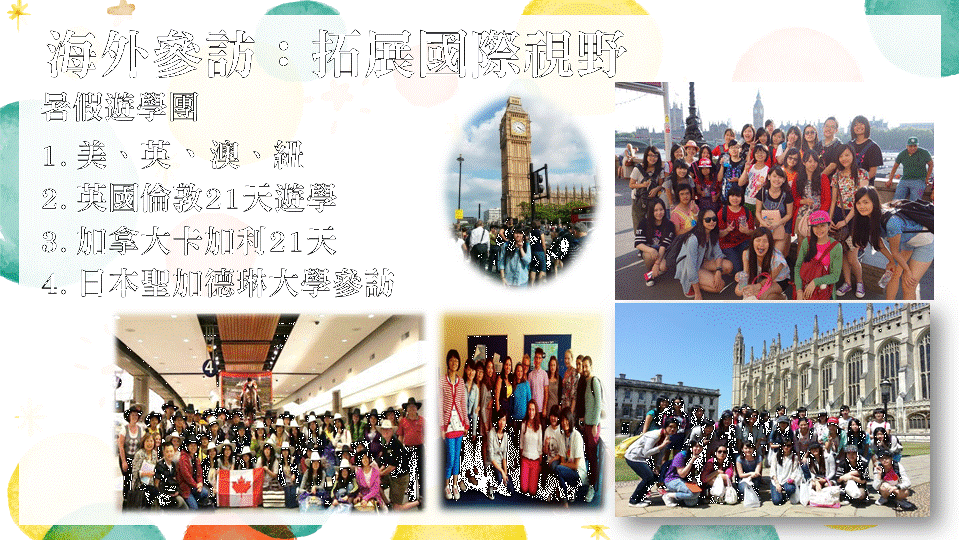 海外參訪：拓展國際視野
暑假遊學團
1. 美、英、澳、紐
2. 英國倫敦21天遊學
3. 加拿大卡加利21天
4. 日本聖加德琳大學參訪
4